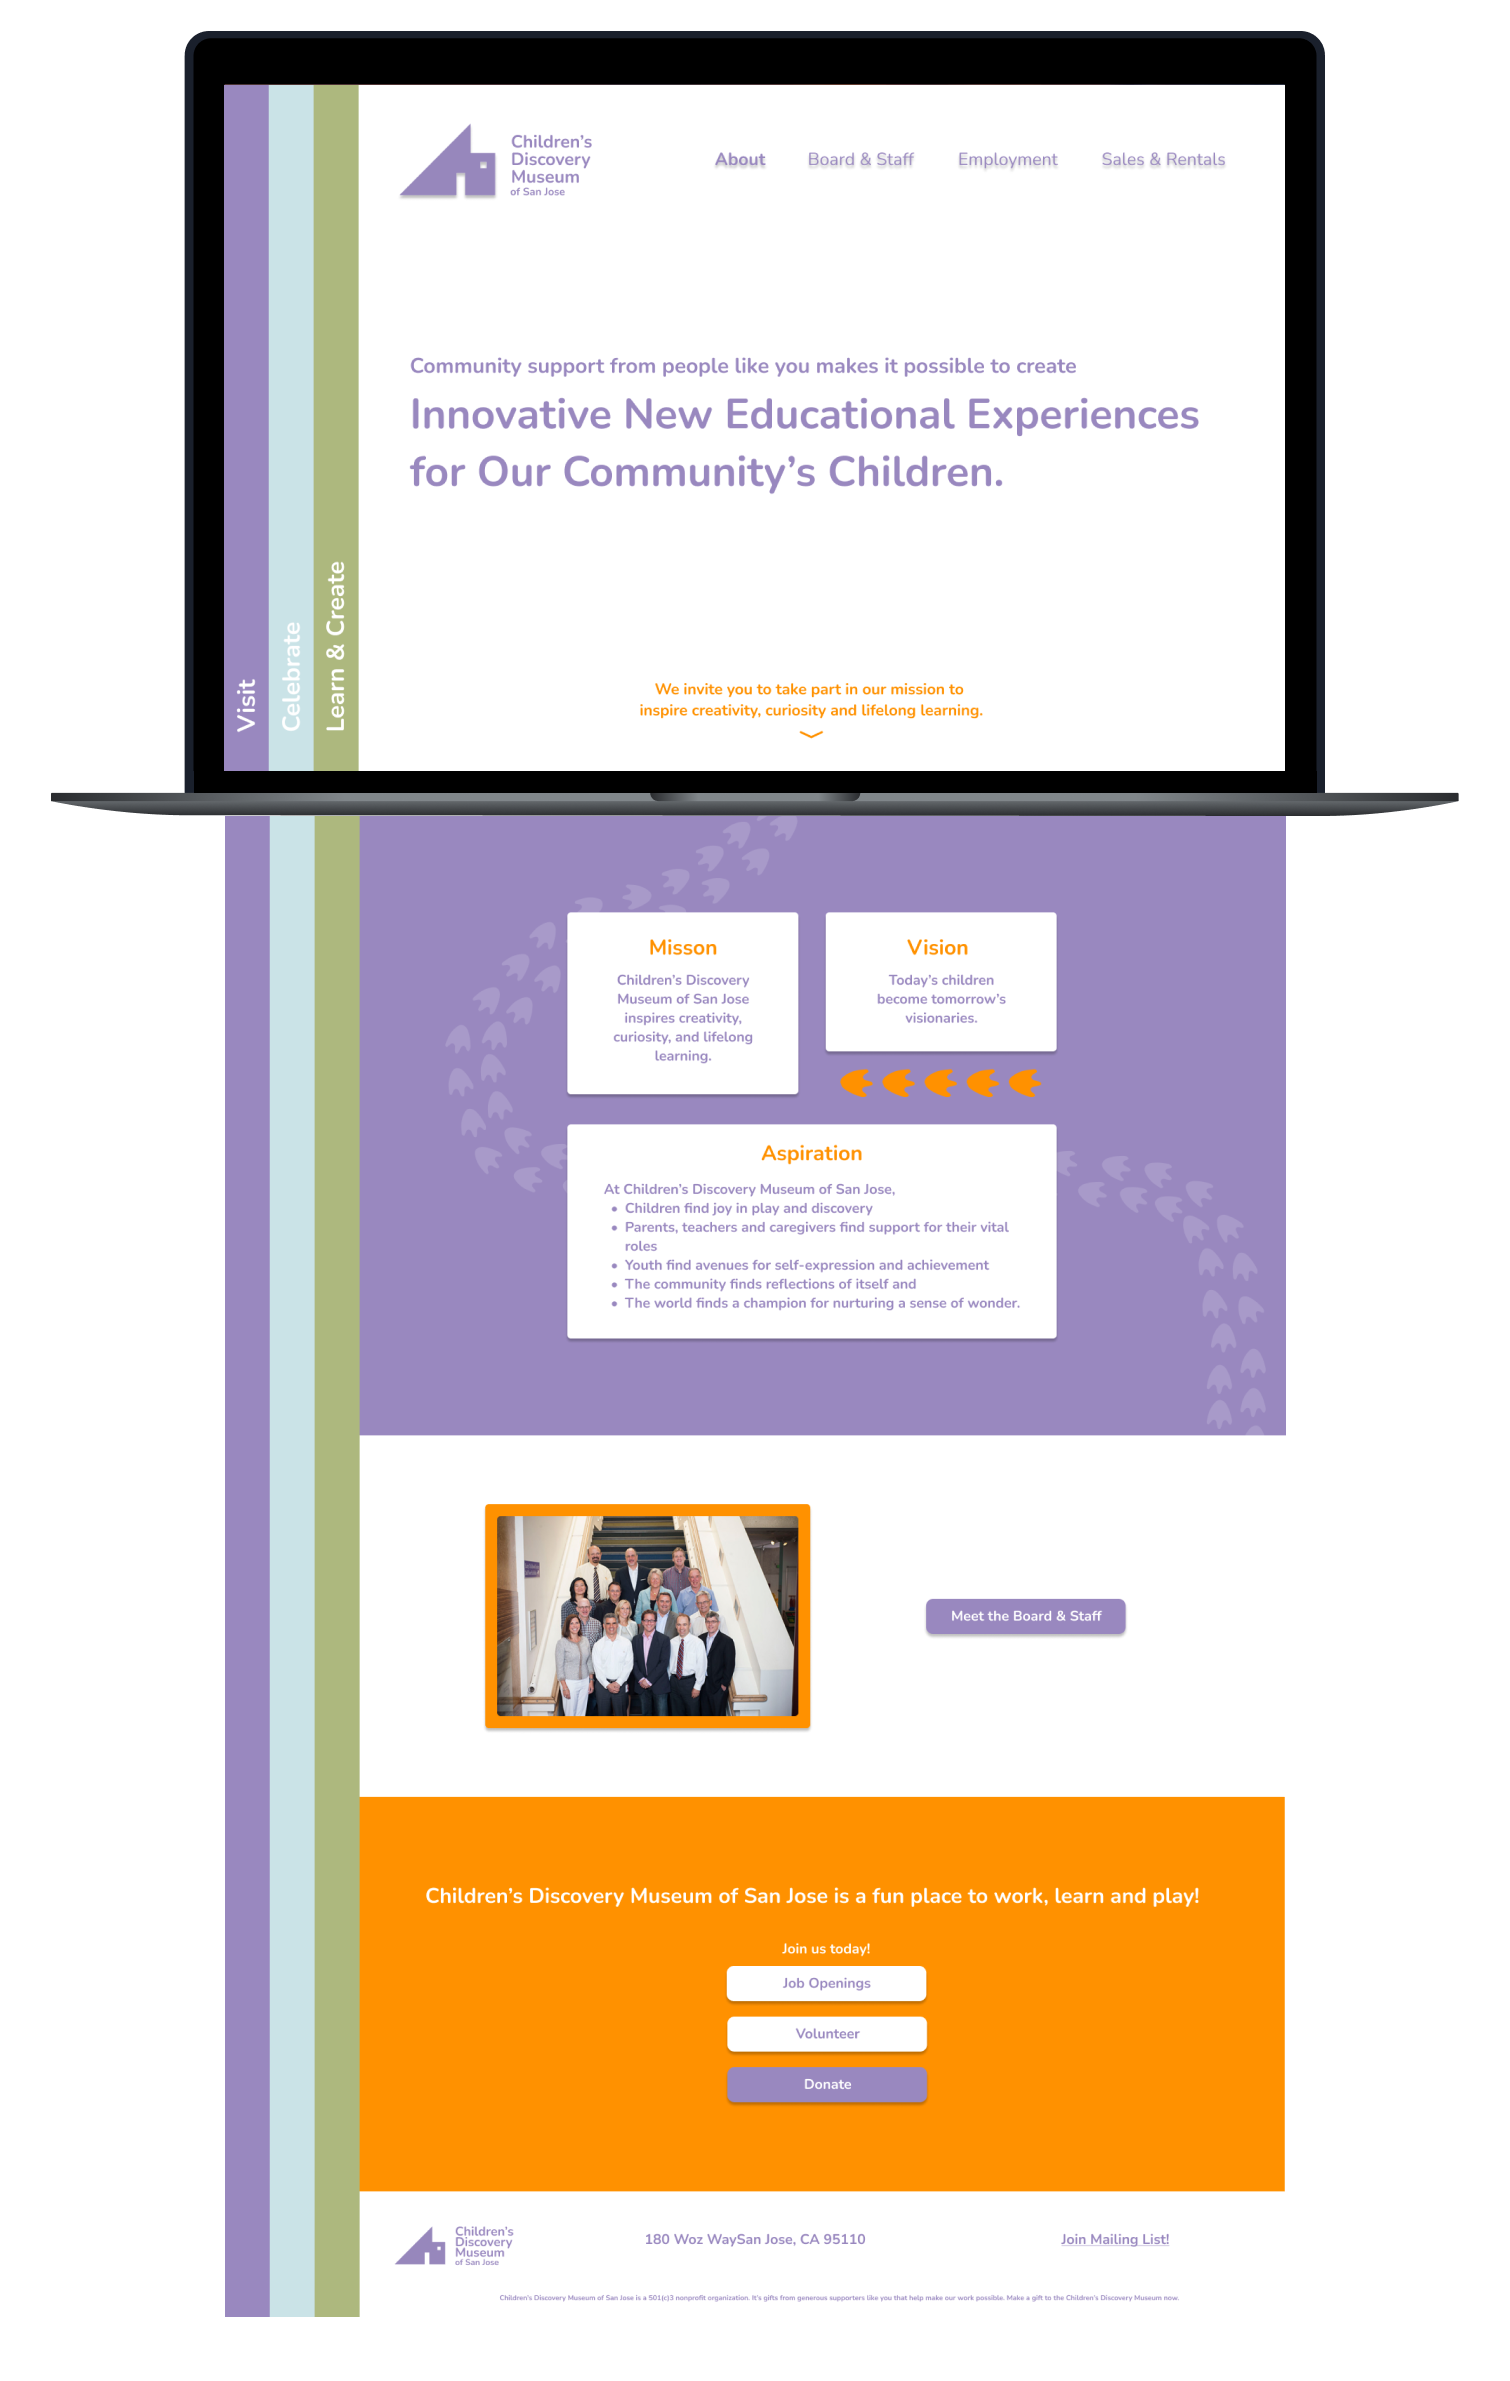 Children's
Discovery
Museum
of San Jose
About
Board & Staff
Employment
Sales & Rentals
Visit
Celebrate
Learn & Create
Community support from people like you makes it possible to create
Innovative New Educational Experiences
for Our Community's Children.
We invite you to take part in our mission to
inspire creativity, curiosity and lifelong learning.
Misson
Children's Discovery
Museum of San Jose
inspires creativity,
curiosity, and lifelong
learning.
Vision
Today's children
become tomorrow's
visionaries.
Aspiration
At Children's Discovery Museum of San Jose,
• Children find joy in play and discovery
• Parents, teachers and caregivers find support for their vital
roles
• Youth find avenues for self-expression and achievement
• The community finds reflections of itself and
• The world finds a champion for nurturing a sense of wonder.
Meet the Board & Staff
Children's Discovery Museum of San Jose is a fun place to work, learn and play!
Join us today!
Job Openings
Volunteer
Donate
Children's
Discovery
Museum
of San Jose
180 Woz WaySan Jose, CA 95110
Join Mailing List!
Children's Discovery Museum of San Jose is a 501(c)3 nonprofit organization. It's gifts from generous supporters like you that help make our work possible. Make a gift to the Children's Discovery Museum now.